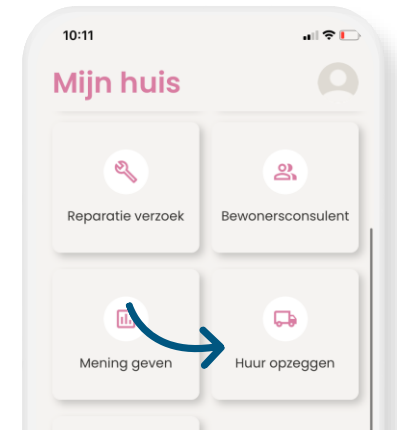 10:11
Mijn huis
Reparatie verzoek
Bewonersconsulent
Mening geven
Huur opzeggen